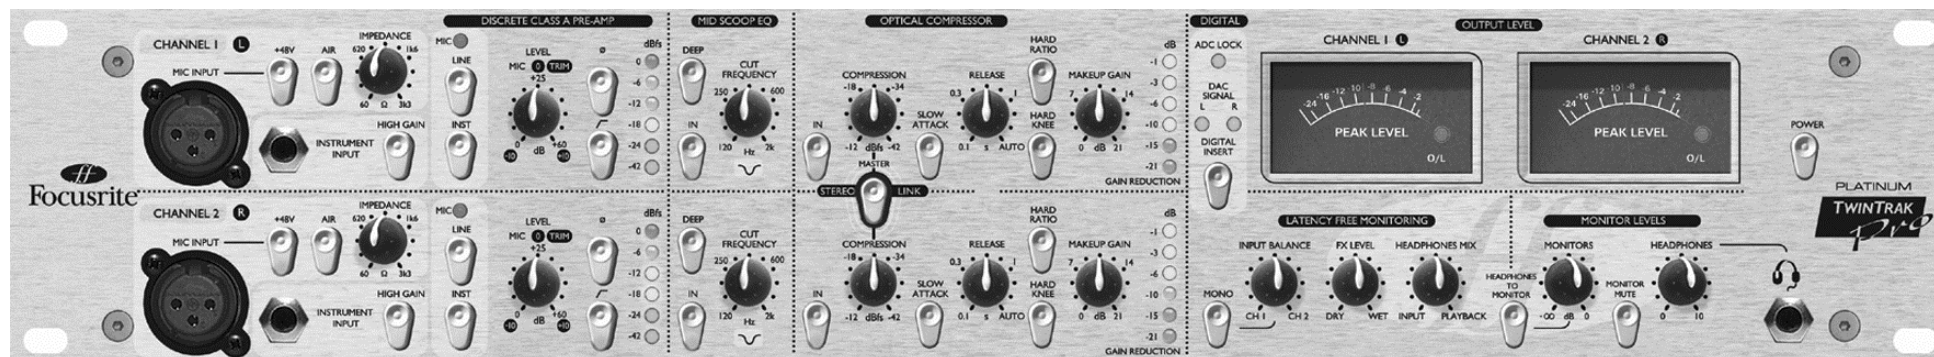 DISCRETE CLASS A PRE-AMP
MID SCOOP EQ
OPTICAL COMPRESSOR
DIGITAL
OUTPUT LEVEL
CHANNEL 1 L
+48V
AIR
IMPEDANCE
620 1k6
60 Ω 3k3
MIC INPUT
INSTRUMENT
INPUT
HIGH GAIN
MIC
LINE
INST
LEVEL
MIC 0 TRIM
+25
0 dB +60
-10 +10
Ø
dBfs
0
-6
-12
-18
-24
-42
DEEP
IN
CUT
FREQUENCY
250 600
120 Hz 2k
IN
COMPRESSION
-18 -34
-12 dBfs -42
SLOW
ATTACK
RELEASE
0.3 1
0.1 s AUTO
HARD
RATIO
HARD
KNEE
MAKEUP GAIN
7 14
0 dB 21
dB
-1
-3
-6
-10
-15
-21
GAIN REDUCTION
MASTER
STEREO LINK
ADC LOCK
DAC
SIGNAL
L R
DIGITAL
INSERT
CHANNEL 1 L
-24 -16 -12 -10 -8 -6 -4 -2
PEAK LEVEL
O/L
CHANNEL 2 R
-24 -16 -12 10 -8 -6 -4 -2
PEAK LEVEL
O/L
POWER
ff
Focusrite
PLATINUM
TWINTRAK
Pro
CHANNEL 2 R
+48V
AIR
IMPEDANCE
620 1k6
60 Ω 3k3
MIC INPUT
INSTRUMENT
INPUT
HIGH GAIN
MIC
LINE
INST
LEVEL
MIC 0 TRIM
+25
0 dB +60
-10 +10
Ø
dBfs
0
-6
-12
-18
-24
-42
DEEP
IN
CUT
FREQUENCY
250 600
120 Hz 2k
IN
COMPRESSION
-18 -34
-12 dBfs -42
SLOW
ATTACK
RELEASE
0.3 1
0.1 s AUTO
HARD
RATIO
HARD
KNEE
MAKEUP GAIN
7 14
0 dB 21
dB
-1
-3
-6
-10
-15
-21
GAIN REDUCTION
LATENCY FREE MONITORING
MONO
INPUT BALANCE
CH 1 CH 2
FX LEVEL
DRY WET
HEADPHONES MIX
INPUT PLAYBACK
HEADPHONES
TO
MONITOR
MONITOR LEVELS
MONITORS
-∞ dB 0
MONITOR
MUTE
HEADPHONES
0 10